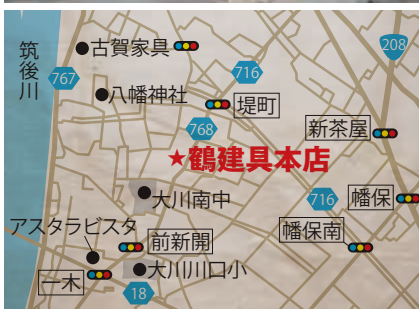 古賀家具
208
筑後川
767
716
八幡神社
堤町
768
新茶屋
★鶴建具本店
大川南中
716
幡保
アスタラビスタ
前新開
幡保南
一木
大川川口小
18